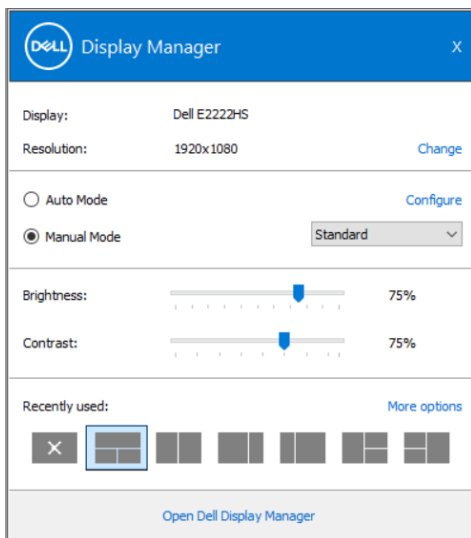 DELL Display Manager X
Display: Dell E2222HS
Resolution: 1920x1080 Change
Auto Mode Configure
Manual Mode Standard
Brightness: 75%
Contrast: 75%
Recently used: More options
Open Dell Display Manager